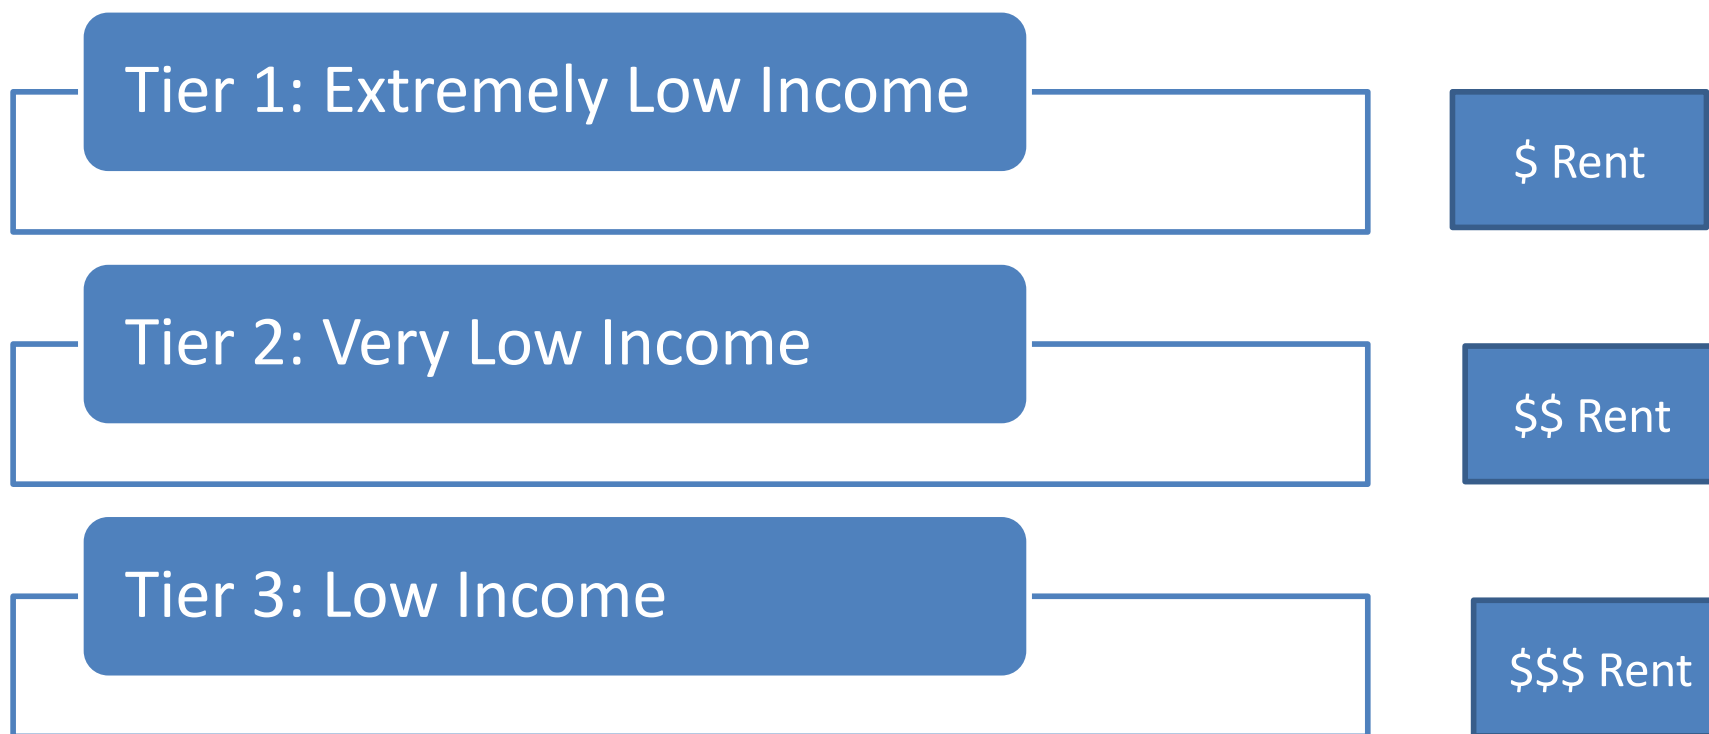 Tier 1: Extremely Low Income
$ Rent
Tier 2: Very Low Income
$$ Rent
Tier 3: Low Income
$$$ Rent